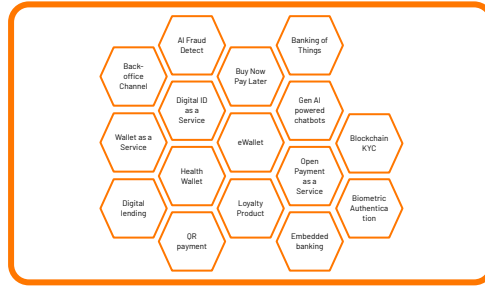 AI Fraud
Detect
Banking of
Things
Back-
office
Channel
Buy Now
Pay Later
Digital ID
as a
Service
Gen AI
powered
chatbots
Wallet as a
Service
eWallet
Blockchain
KYC
Health
Wallet
Open
Payment
as a
Service
Digital
lending
Loyalty
Product
Biometric
Authentica
tion
QR
payment
Embedded
banking